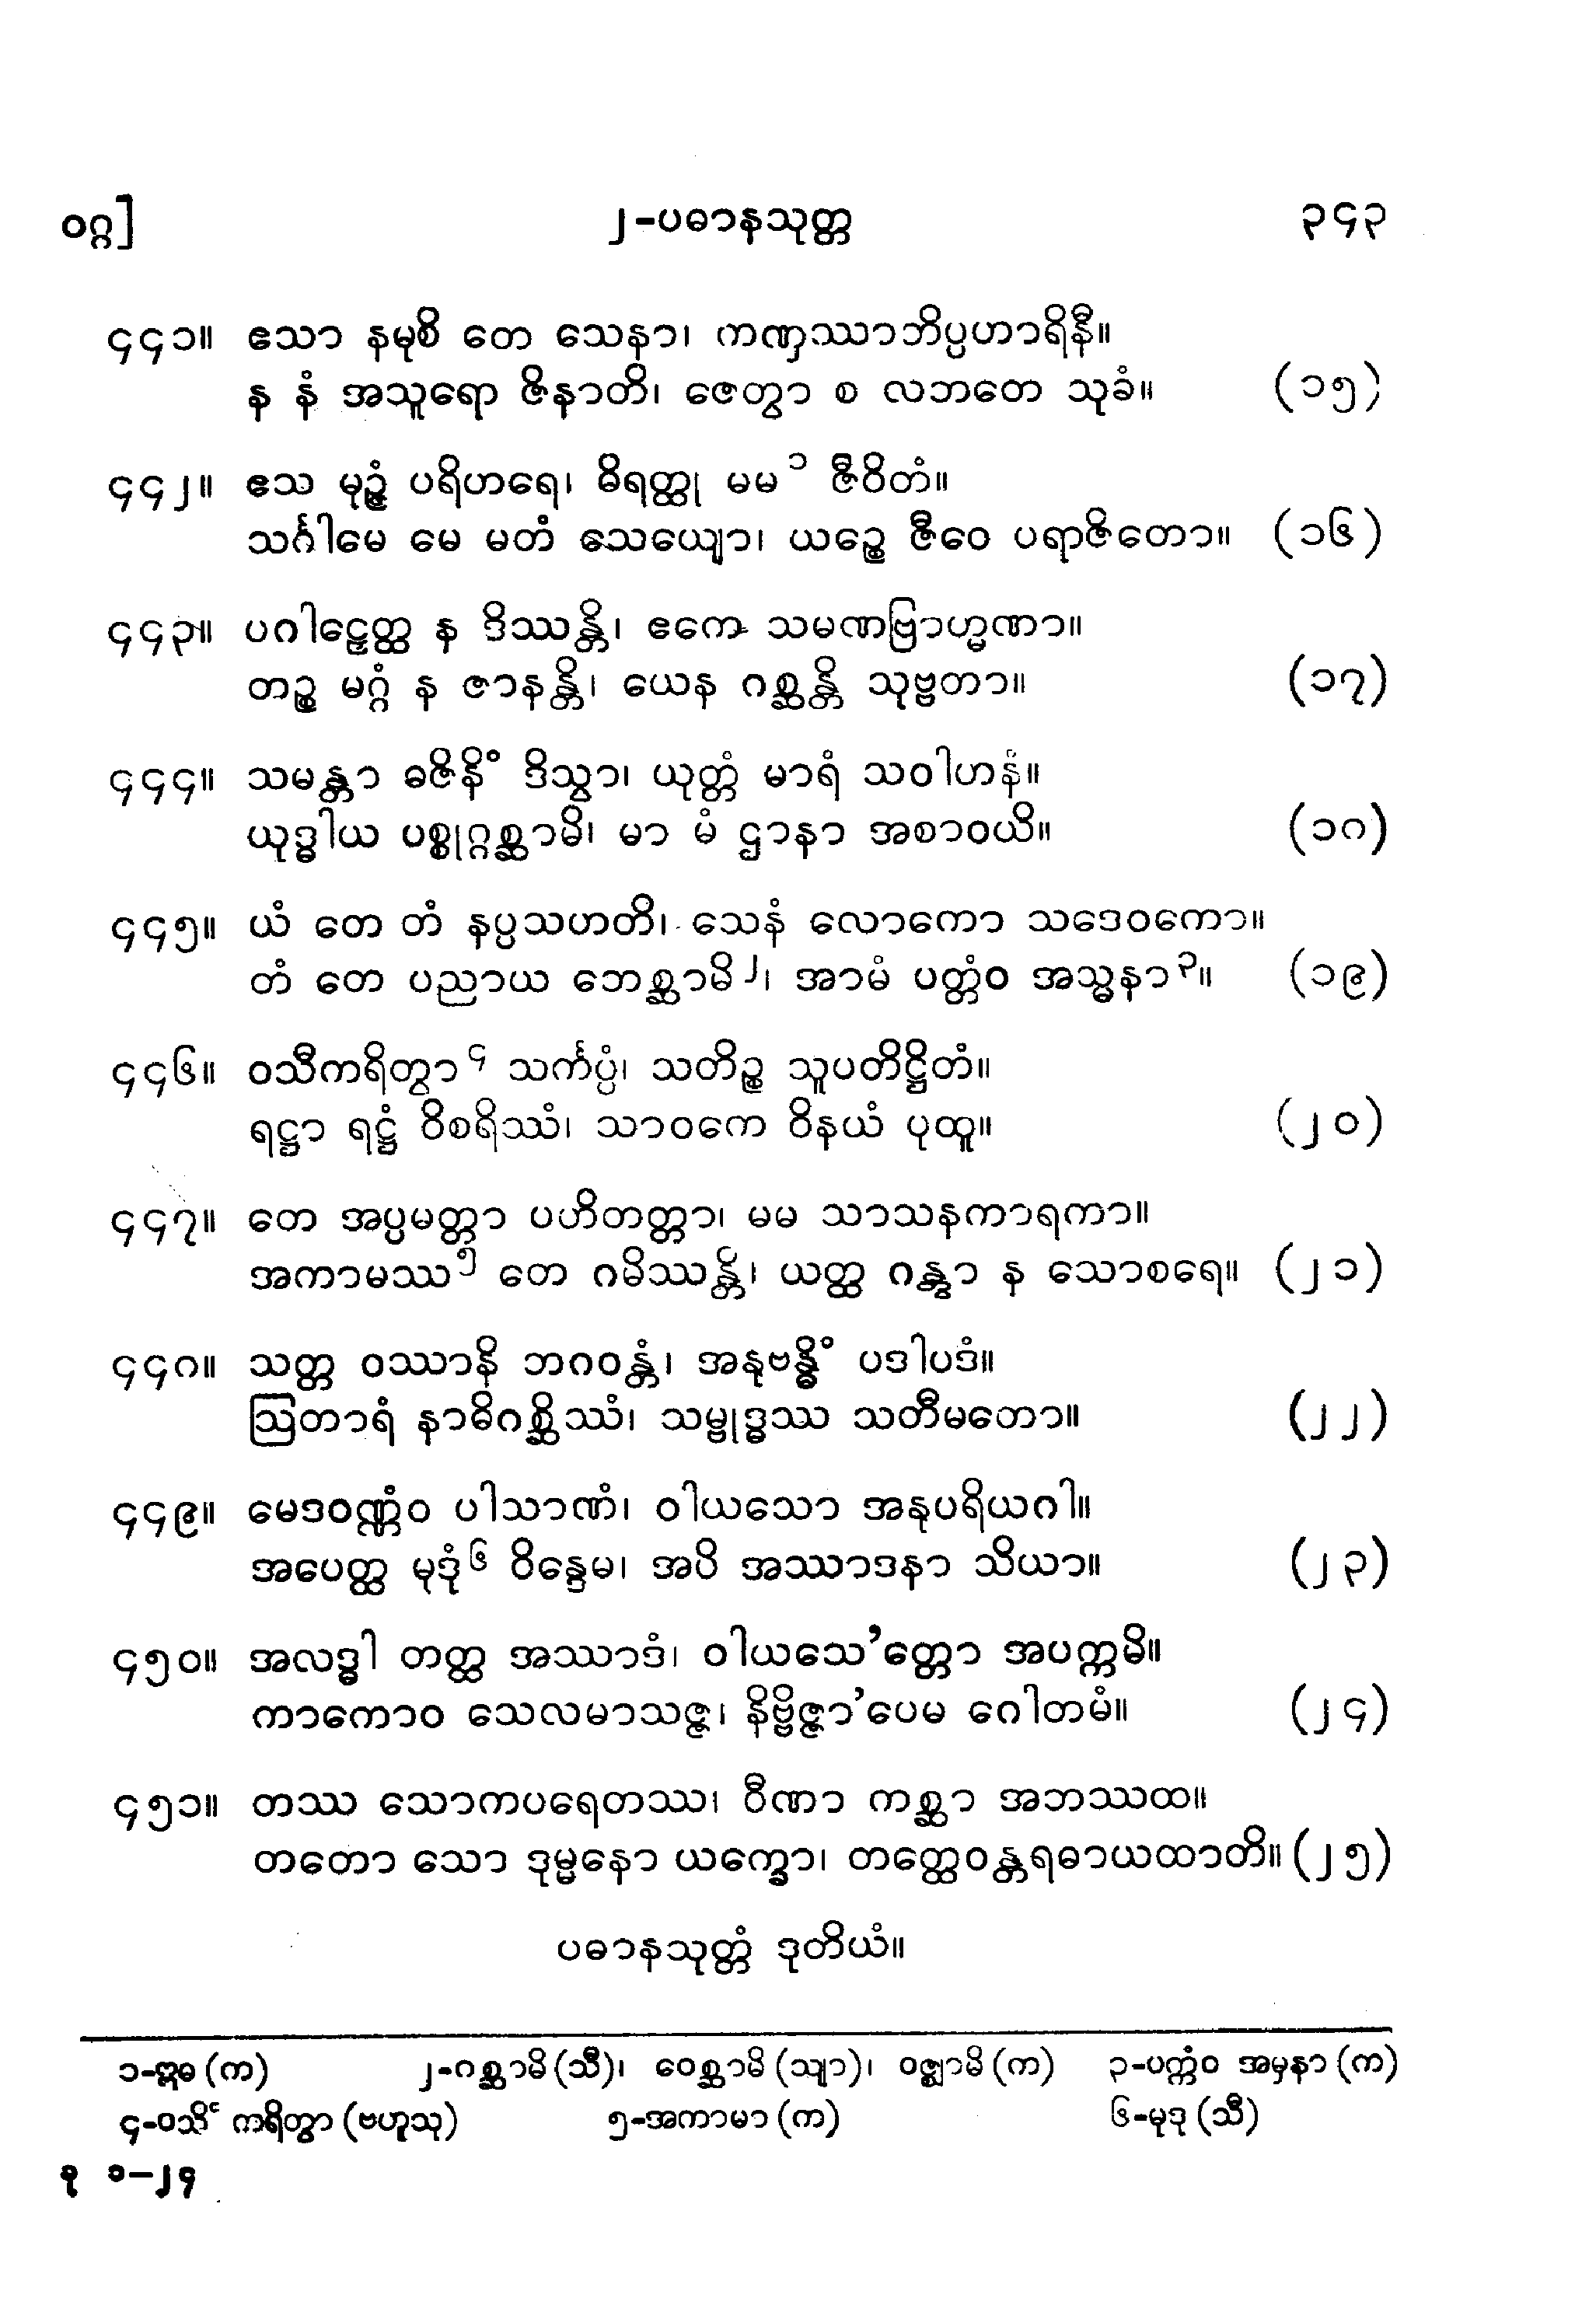 ဝဂ္ဂ] ၂-ပဓာနသုတ္တ ၃၄၃
၄၄၁။ ဧသာ နမုစိ တေ သေနာ၊ ကဏှဿာဘိပ္ပဟာရိနီ။
န နံ အသူရော ဇိနာတိ၊ ဇေတွာ စ လဘတေ သုခံ။ (၁၅)
၄၄၂။ ဧသ မုဉ္ဇံ ပရိဟရေ၊ ဓိရတ္ထု မမ ၁ ဇီဝိတံ။
သင်္ဂါမေ မေ မတံ သေယျော၊ ယဉ္စေ ဇီဝေ ပရာဇိတော။ (၁၆)
၄၄၃။ ပဂါဠှေတ္ထ န ဒိဿန္တိ၊ ဧကေ သမဏဗြာဟ္မဏာ။
တဉ္စ မဂ္ဂံ န ဇာနန္တိ၊ ယေန ဂစ္ဆန္တိ သုဗ္ဗတာ။ (၁၇)
၄၄၄။ သမန္တာ ဓဇိနိံ ဒိသွာ၊ ယုတ္တံ မာရံ သဝါဟနံ။
ယုဒ္ဓါယ ပစ္စုဂ္ဂစ္ဆာမိ၊ မာ မံ ဌာနာ အစာဝယိ။ (၁၈)
၄၄၅။ ယံ တေ တံ နပ္ပသဟတိ၊ သေနံ လောကော သဒေဝကော။
တံ တေ ပညာယ ဘေစ္ဆာမိ ၂၊ အာမံ ပတ္တံဝ အသ္မနာ ၃။ (၁၉)
၄၄၆။ ဝသီကရိတွာ ၄ သင်္ကပ္ပံ၊ သတိဉ္စ သူပတိဋ္ဌိတံ။
ရဋ္ဌာ ရဋ္ဌံ ဝိစရိဿံ၊ သာဝကေ ဝိနယံ ပုထူ။ (၂၀)
၄၄၇။ တေ အပ္ပမတ္တာ ပဟိတတ္တာ၊ မမ သာသနကာရကာ။
အကာမဿ ၅ တေ ဂမိဿန္တိ၊ ယတ္ထ ဂန္တွာ န သောစရေ။ (၂၁)
၄၄၈။ သတ္တ ဝဿာနိ ဘဂဝန္တံ၊ အနုဗန္ဓိံ ပဒါပဒံ။
ဩတာရံ နာဓိဂစ္ဆိဿံ၊ သမ္ဗုဒ္ဓဿ သတီမတော။ (၂၂)
၄၄၉။ မေဒဝဏ္ဏံဝ ပါသာဏံ၊ ဝါယသော အနုပရိယဂါ။
အပေတ္ထ မုဒုံ ၆ ဝိန္ဒေမ၊ အပိ အဿာဒနာ သိယာ။ (၂၃)
၄၅၀။ အလဒ္ဓါ တတ္ထ အဿာဒံ၊ ဝါယသေ’တ္တော အပက္ကမိ။
ကာကောဝ သေလမာသဇ္ဇ၊ နိဗ္ဗိဇ္ဇာ’ပေမ ဂေါတမံ။ (၂၄)
၄၅၁။ တဿ သောကပရေတဿ၊ ဝီဏာ ကစ္ဆာ အဘဿထ။
တတော သော ဒုမ္မနော ယက္ခော၊ တတ္ထေဝန္တရဓာယထာတိ။ (၂၅)
ပဓာနသုတ္တံ ဒုတိယံ။
၁- (က) ၂-ဂစ္ဆာမိ (သီ)၊ ဝေစ္ဆာမိ (သျာ)၊ ဝဇ္ဈာမိ (က) ၃-ပက္ကံဝ အမှနာ (က)
၄-ဝသိံ ကရိတွာ (ဗဟူသု) ၅-အကာမာ (က) ၆-မုဒု (သီ)
ခု ၁-၂၄